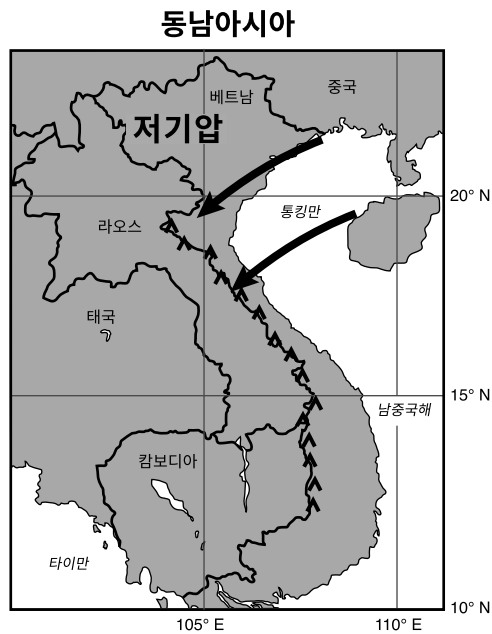 동남아시아
중국
베트남
저기압
20° N
통킹만
라오스
태국
15° N
남중국해
캄보디아
타이만
10° N
105° E
110° E